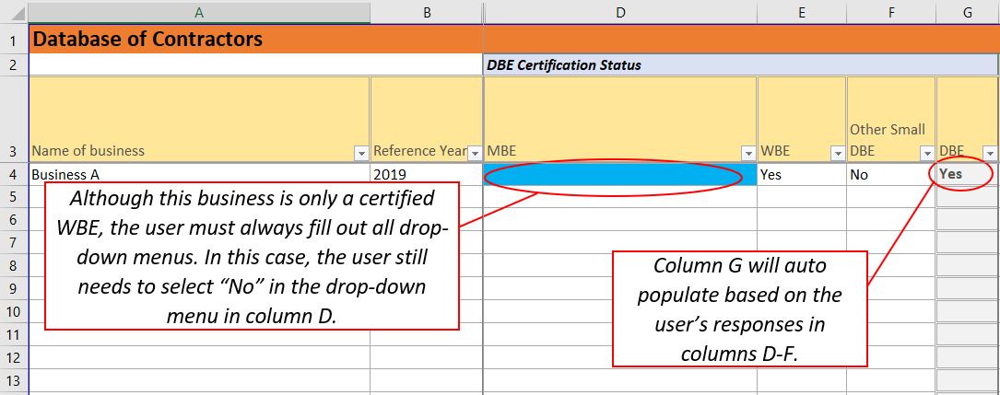 A B D E F G
1 Database of Contractors
2 DBE Certification Status
Other Small
3 Name of business Reference Year MBE WBE DBE DBE
4 Business A 2019 Yes No Yes
5
6
7
8
9
10
11
12
13
Although this business is only a certified
WBE, the user must always fill out all drop-
down menus. In this case, the user still
needs to select “No” in the drop-down
menu in column D.
Column G will auto
populate based on the
user’s responses in
columns D-F.